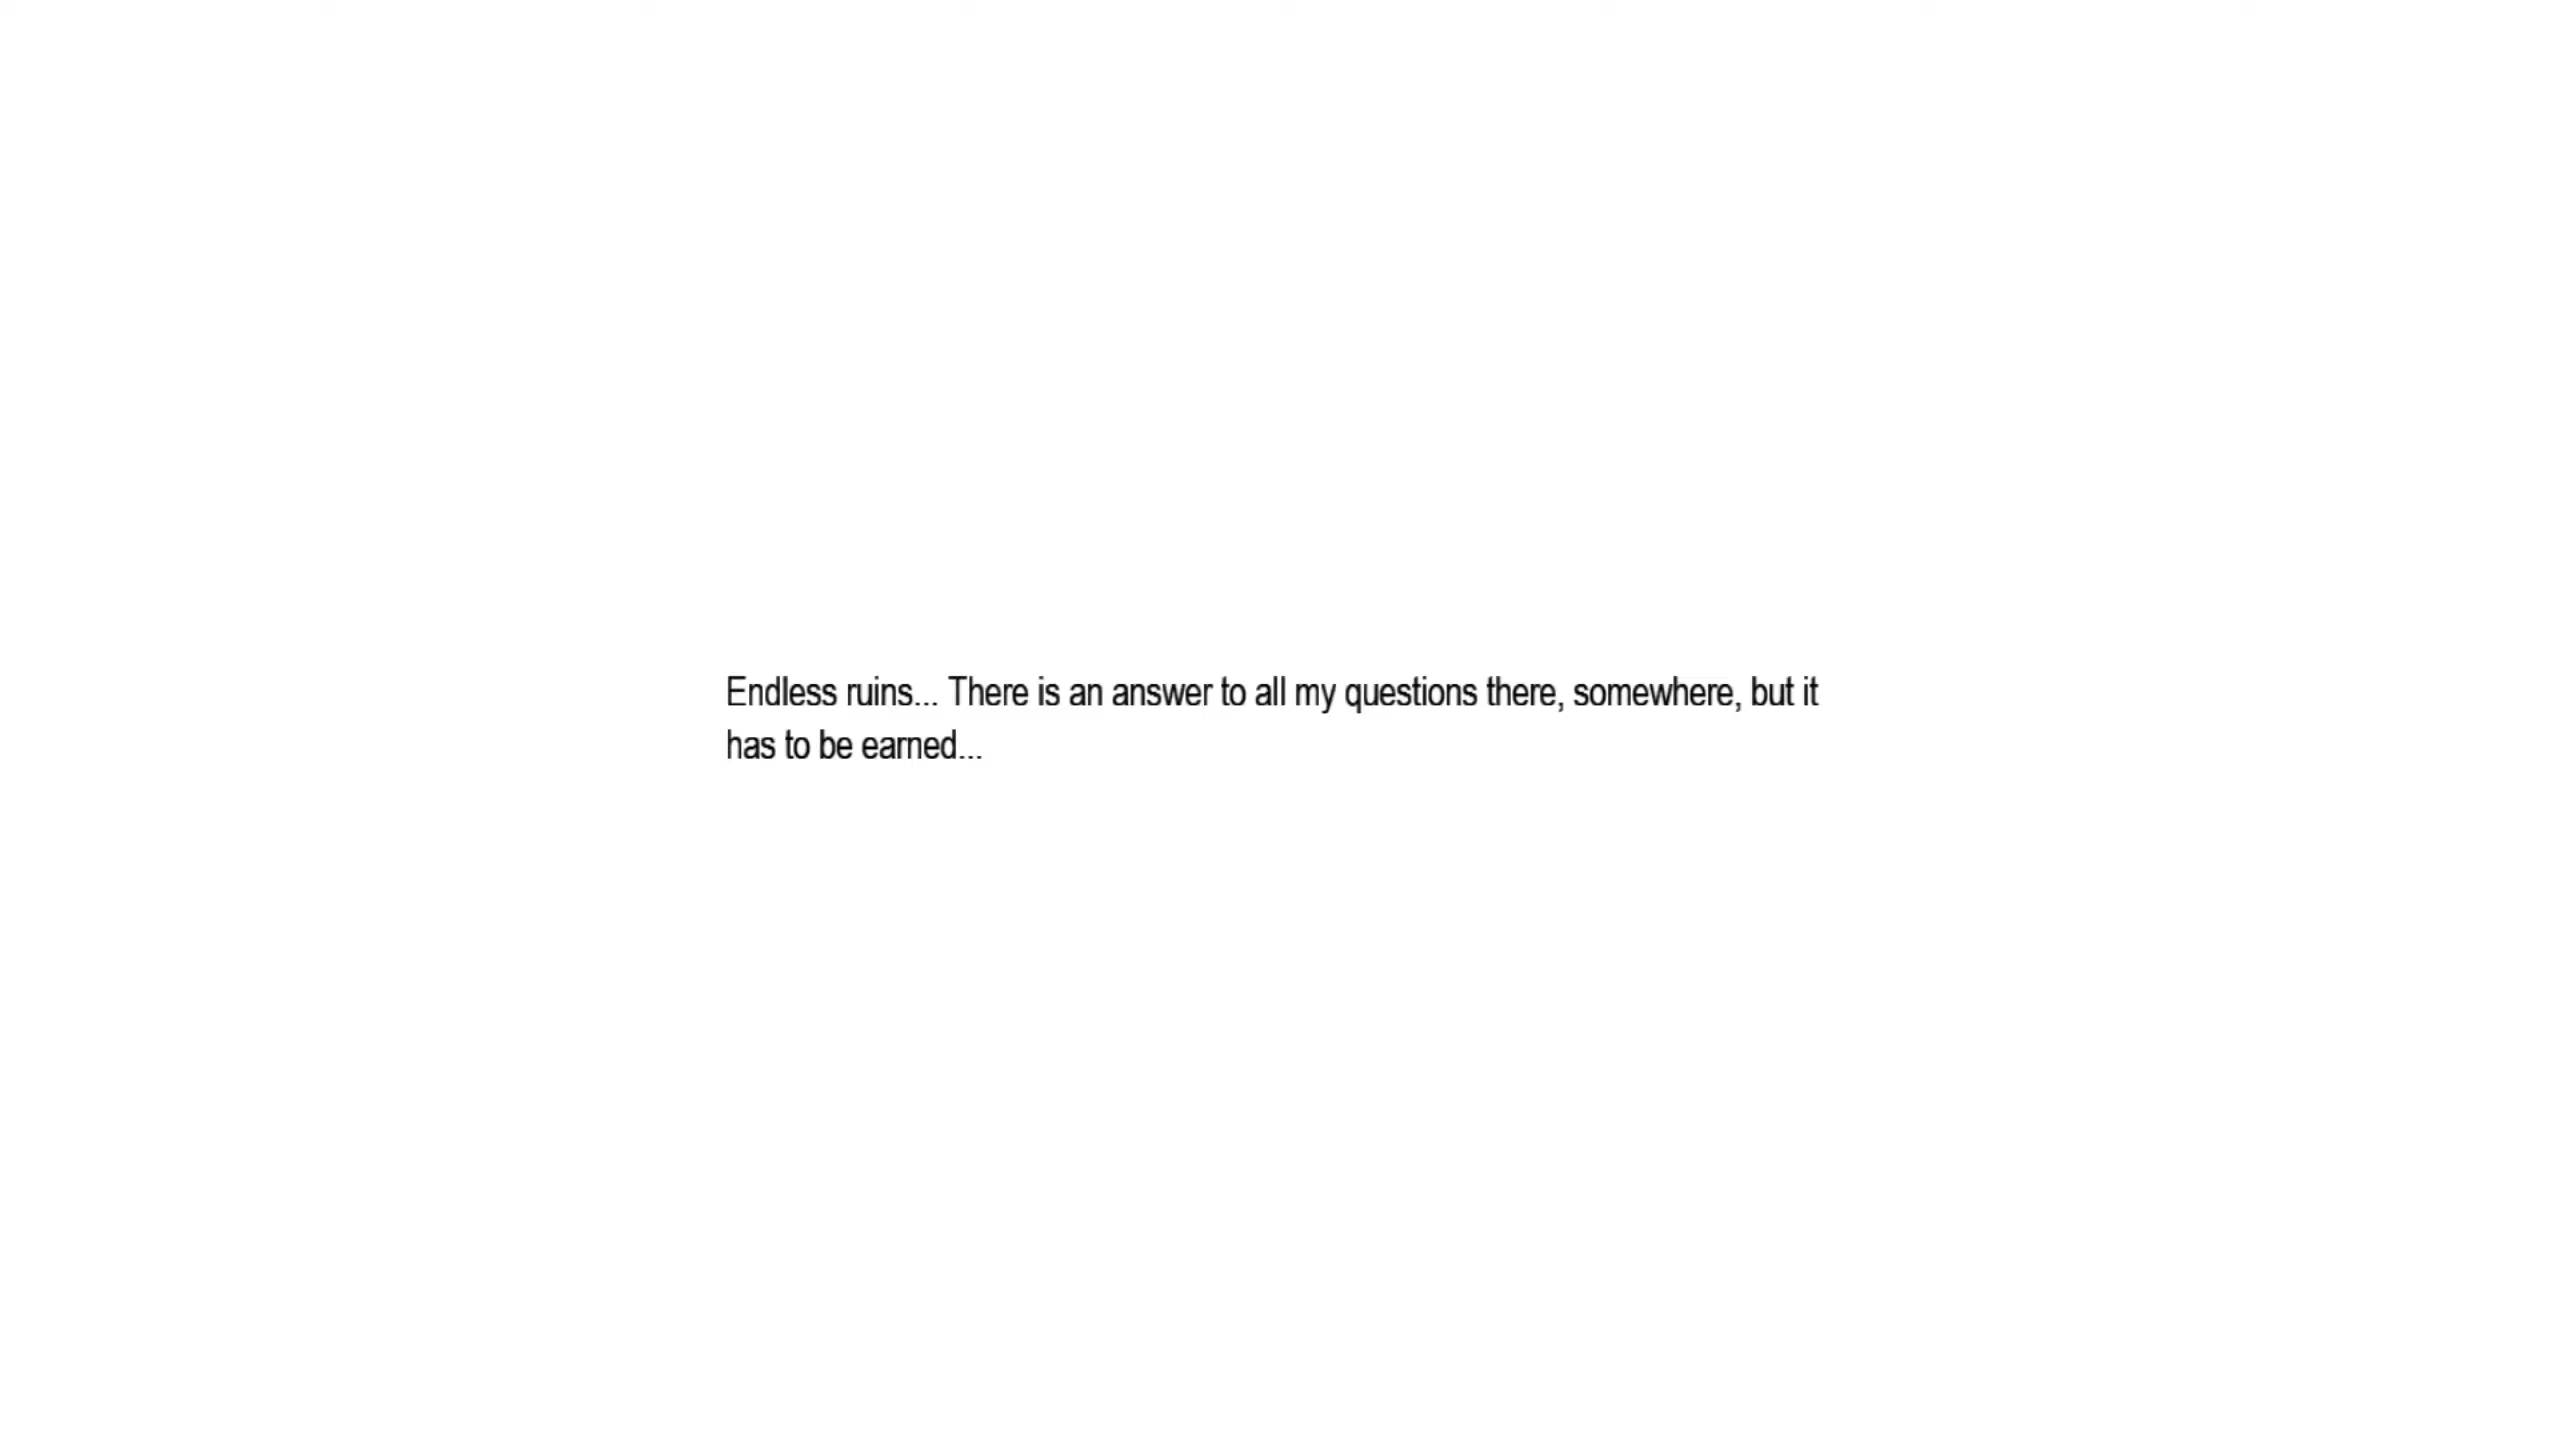 Endless ruins... There is an answer to all my questions there, somewhere, but it
has to be earned...